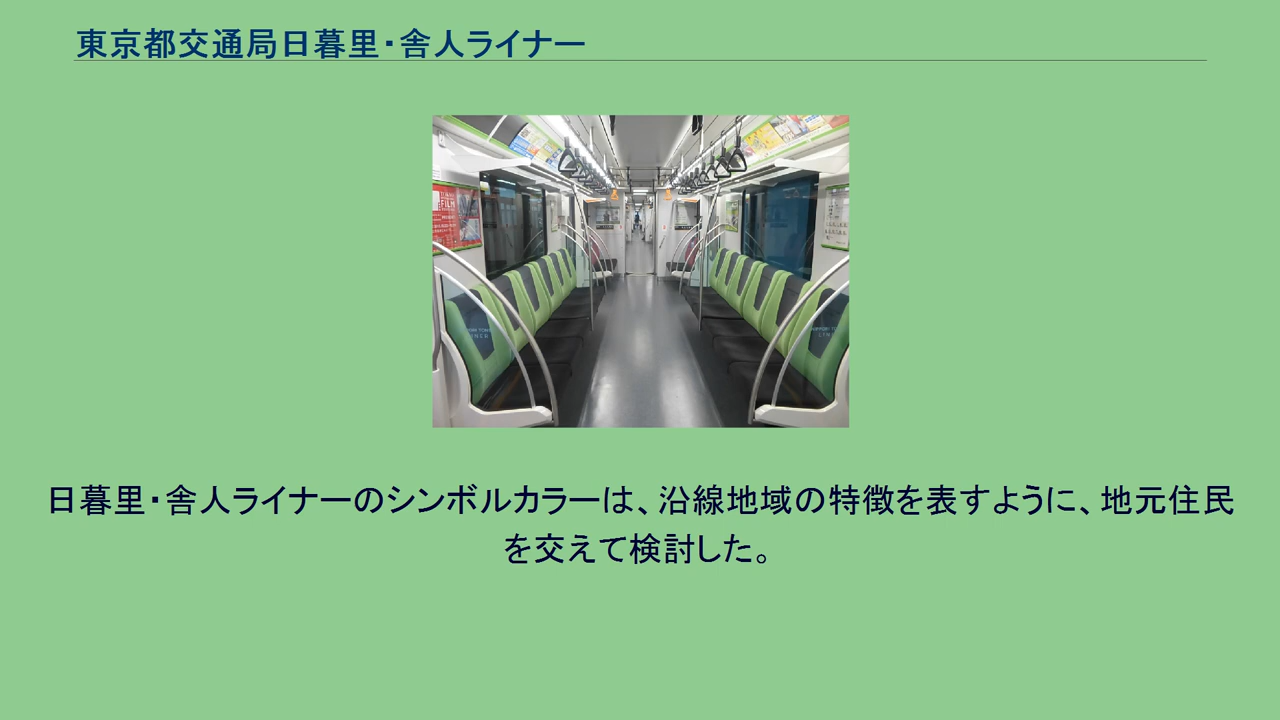 東京都交通局日暮里・舎人ライナー
FILM
日暮里・舎人ライナーのシンボルカラーは、沿線地域の特徴を表すように、地元住民
を交えて検討した。